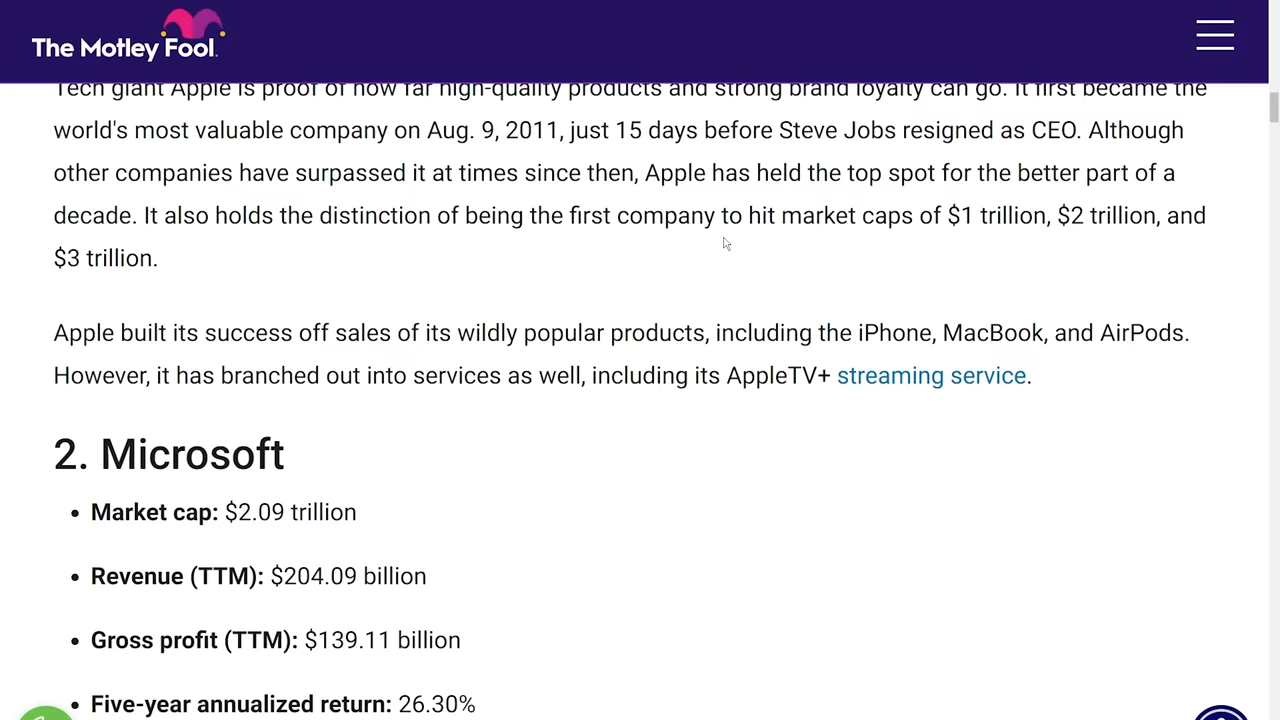 The Motley Fool.
Tech giant Apple is proof of how far high-quality products and strong brand loyalty can go. It first became the
world's most valuable company on Aug. 9, 2011, just 15 days before Steve Jobs resigned as CEO. Although
other companies have surpassed it at times since then, Apple has held the top spot for the better part of a
decade. It also holds the distinction of being the first company to hit market caps of $1 trillion, $2 trillion, and
$3 trillion.
Apple built its success off sales of its wildly popular products, including the iPhone, MacBook, and AirPods.
However, it has branched out into services as well, including its AppleTV+ streaming service.
2. Microsoft
• Market cap: $2.09 trillion
• Revenue (TTM): $204.09 billion
• Gross profit (TTM): $139.11 billion
• Five-year annualized return: 26.30%